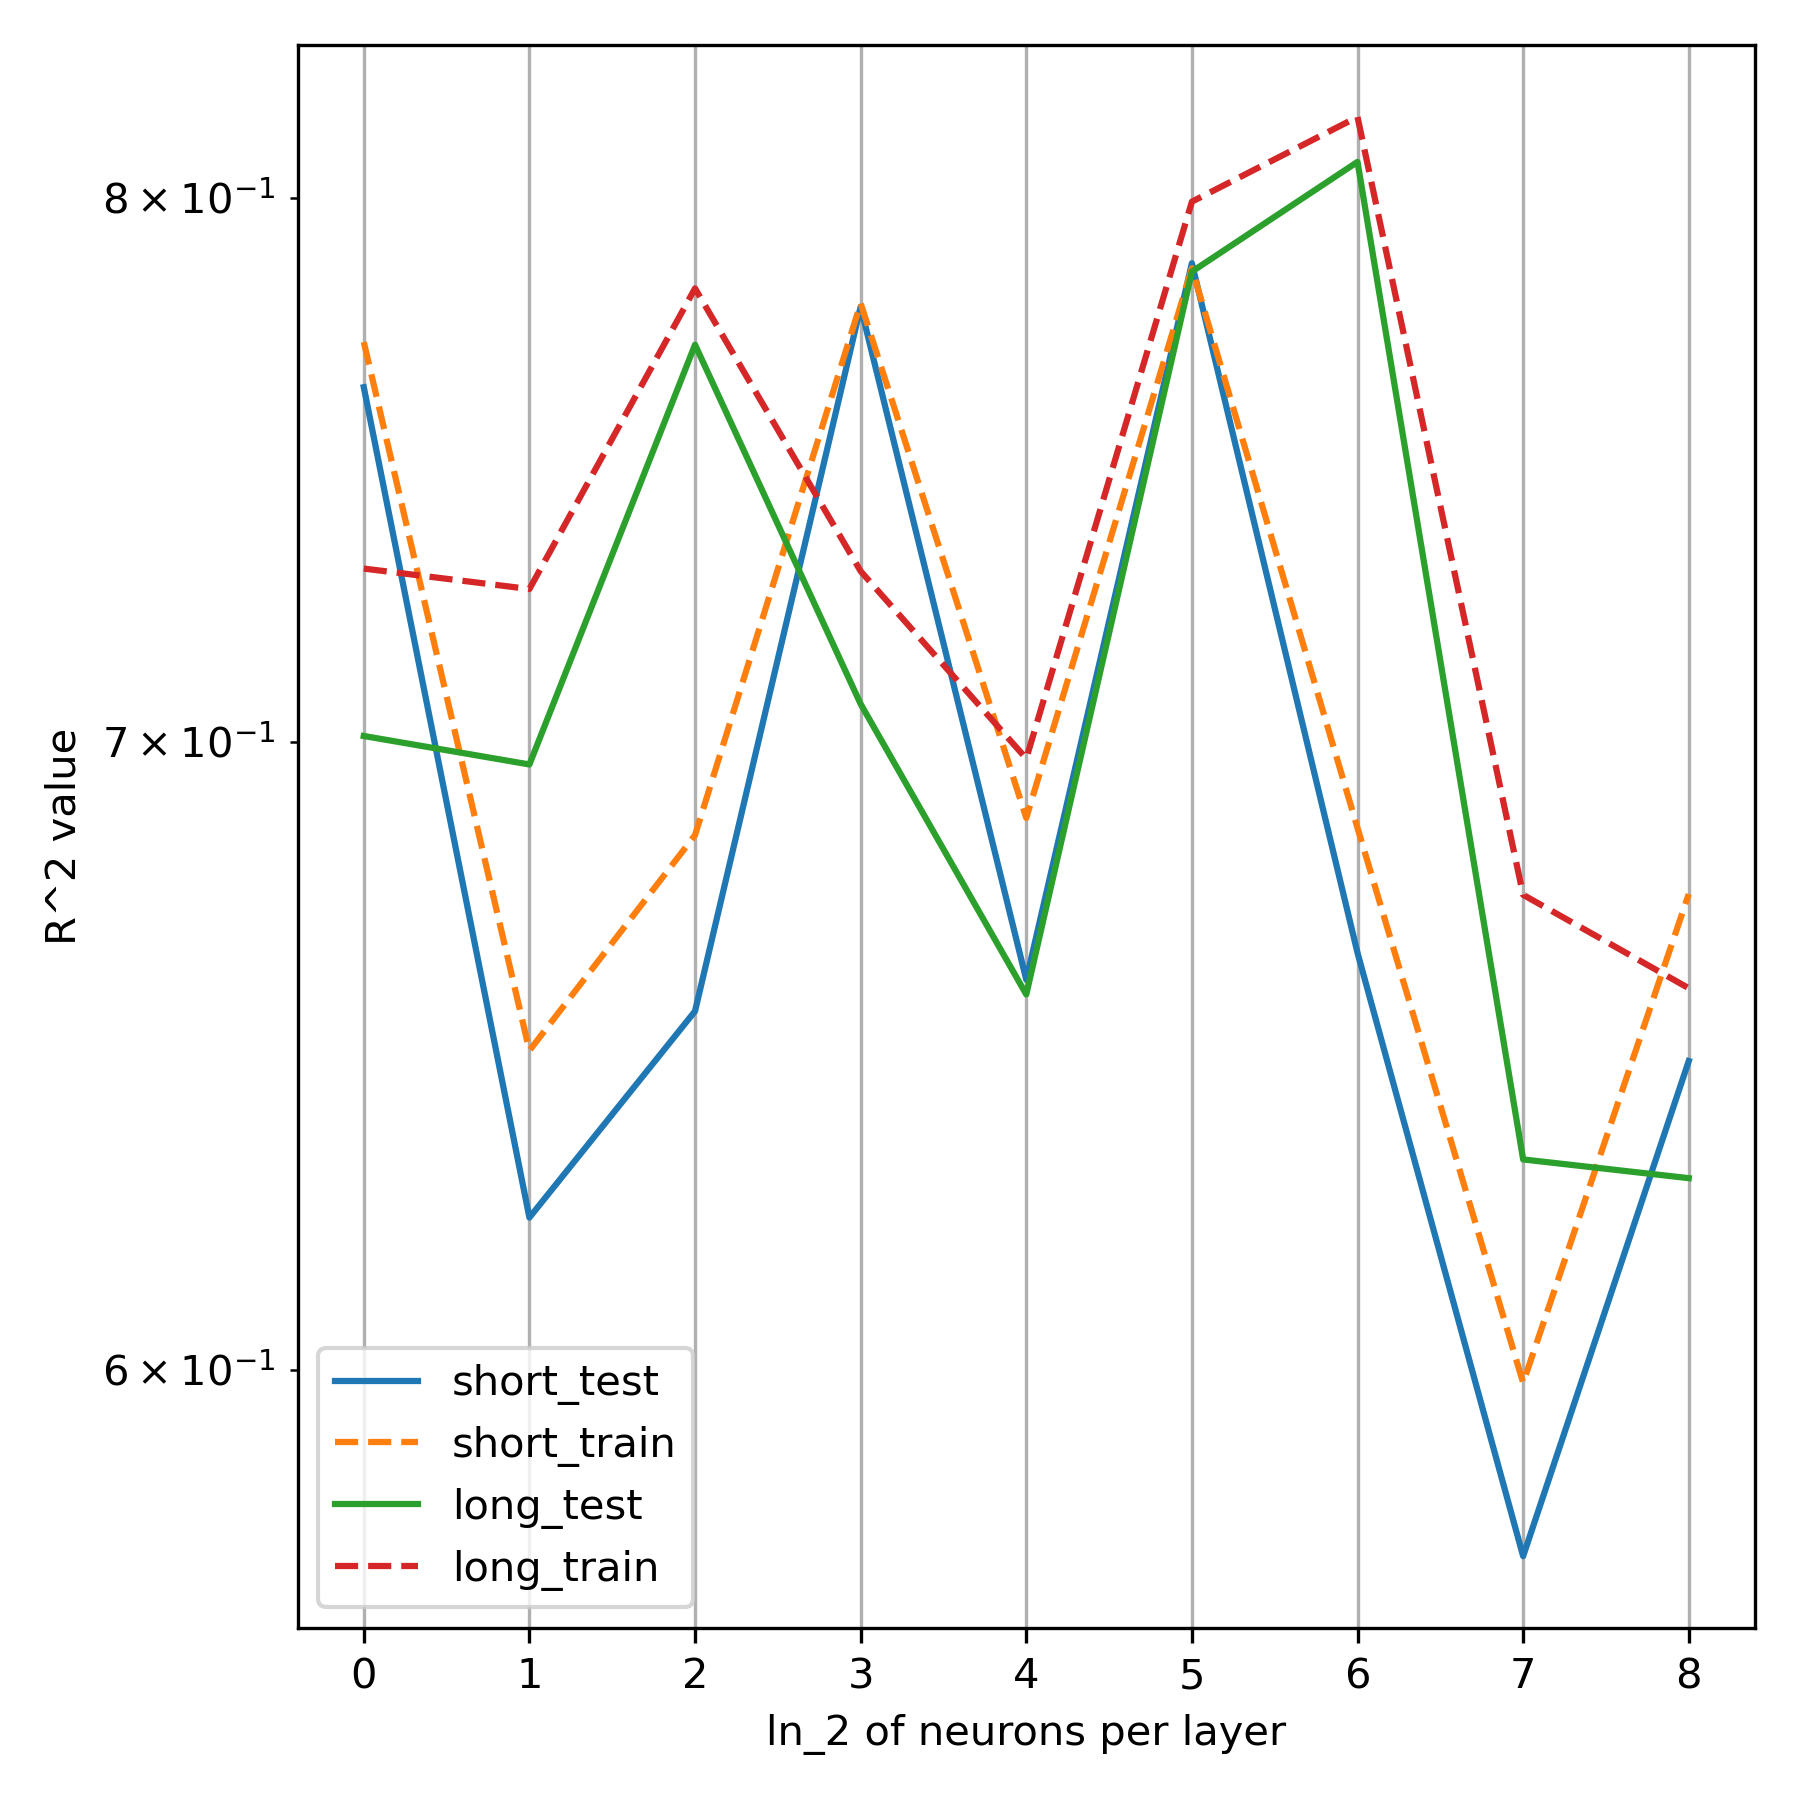 8 × 10⁻¹
7 × 10⁻¹
6 × 10⁻¹
R^2 value
short_test
short_train
long_test
long_train
0 1 2 3 4 5 6 7 8
ln_2 of neurons per layer